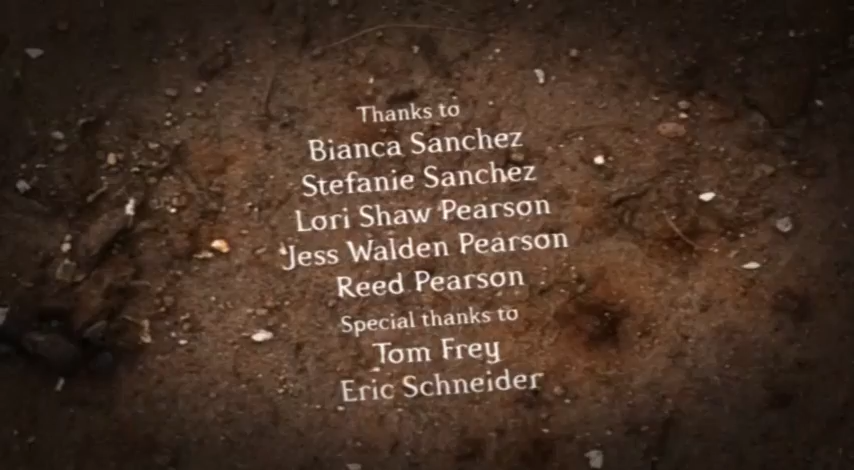 Thanks to
Bianca Sanchez
Stefanie Sanchez
Lori Shaw Pearson
Jess Walden Pearson
Reed Pearson
Special thanks to
Tom Frey
Eric Schneider